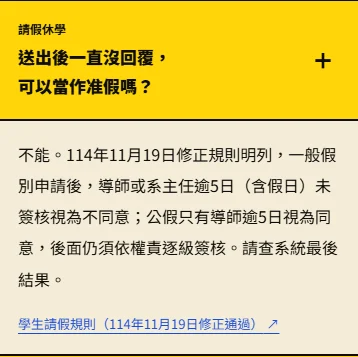 請假休學
送出後一直沒回覆，
可以當作准假嗎？
+
不能。114年11月19日修正規則明列，一般假
別申請後，導師或系主任逾5日（含假日）未
簽核視為不同意；公假只有導師逾5日視為同
意，後面仍須依權責逐級簽核。請查系統最後
結果。
學生請假規則（114年11月19日修正通過） ↗